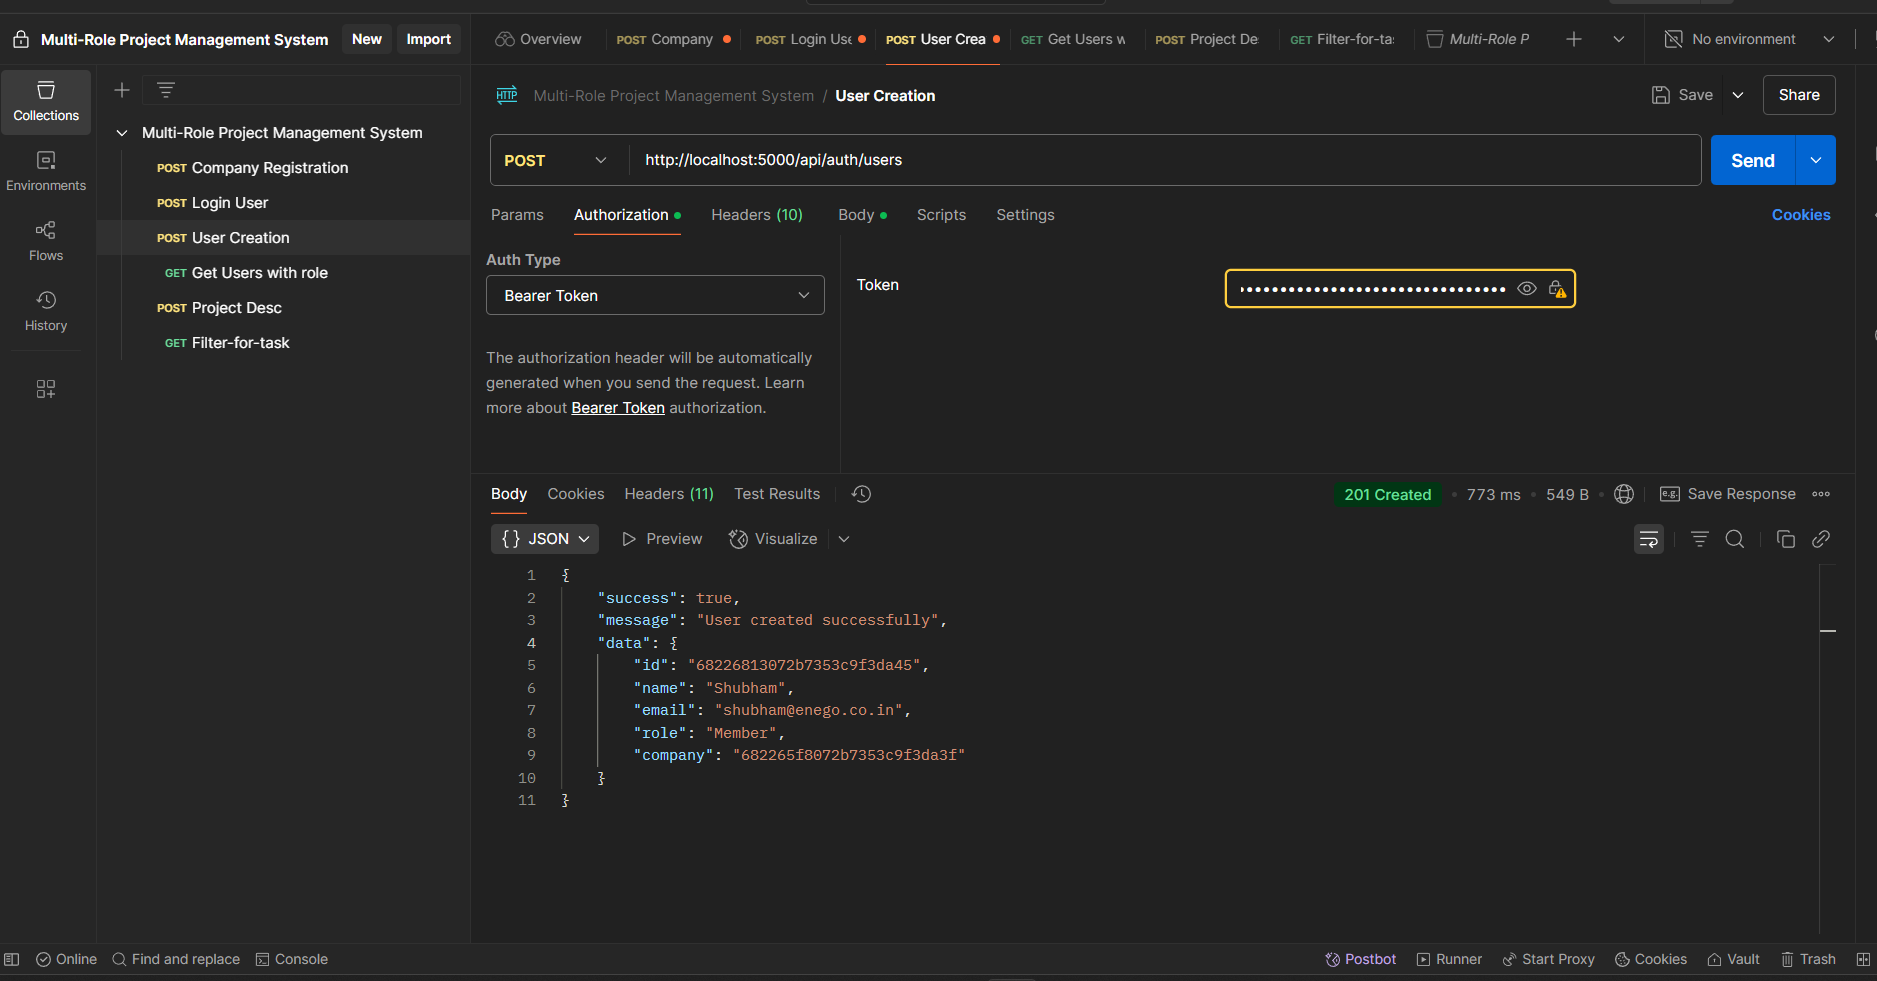 Multi-Role Project Management System New Import
Overview POST Company POST Login Use POST User Crea GET Get Users w POST Project De GET Filter-for-ta Multi-Role P No environment
Collections
Environments
Flows
History
Multi-Role Project Management System
POST Company Registration
POST Login User
POST User Creation
GET Get Users with role
POST Project Desc
GET Filter-for-task
HTTP Multi-Role Project Management System / User Creation Save Share
POST http://localhost:5000/api/auth/users Send
Params Authorization Headers (10) Body Scripts Settings Cookies
Auth Type
Bearer Token
The authorization header will be automatically
generated when you send the request. Learn
more about Bearer Token authorization.
Token
Body Cookies Headers (11) Test Results 201 Created 773 ms 549 B e.g. Save Response
{} JSON Preview Visualize
1 {
2 "success": true,
3 "message": "User created successfully",
4 "data": {
5 "id": "68226813072b7353c9f3da45",
6 "name": "Shubham",
7 "email": "shubham@enego.co.in",
8 "role": "Member",
9 "company": "682265f8072b7353c9f3da3f"
10 }
11 }
Online Find and replace Console Postbot Runner Start Proxy Cookies Vault Trash